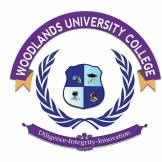 WOODLANDS UNIVERSITY COLLEGE
Diligence-Integrity-Innovation